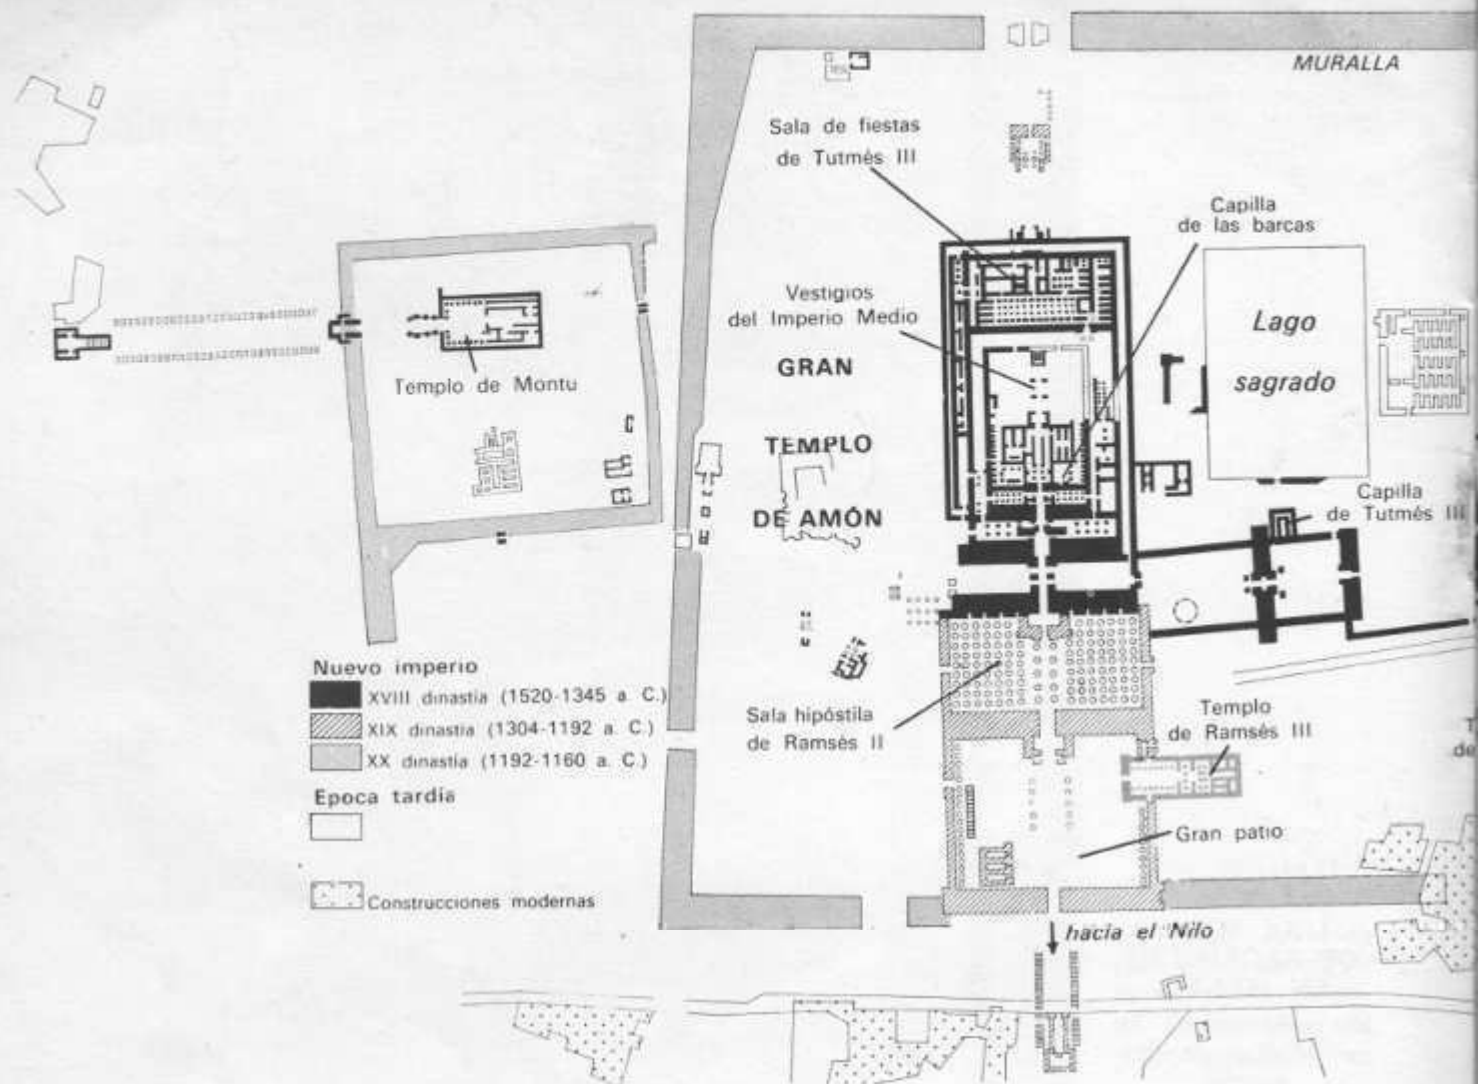 MURALLA
Sala de fiestas
de Tutmés III
Capilla
de las barcas
Vestigios
del Imperio Medio
GRAN
TEMPLO
DE AMÓN
Lago
sagrado
Templo de Montu
Capilla
de Tutmés III
Nuevo imperio
XVIII dinastía (1520-1345 a. C.)
XIX dinastía (1304-1192 a. C.)
XX dinastía (1192-1160 a. C.)
Epoca tardía
Construcciones modernas
Sala hipóstila
de Ramsés II
Templo
de Ramsés III
Gran patio
hacia el Nilo